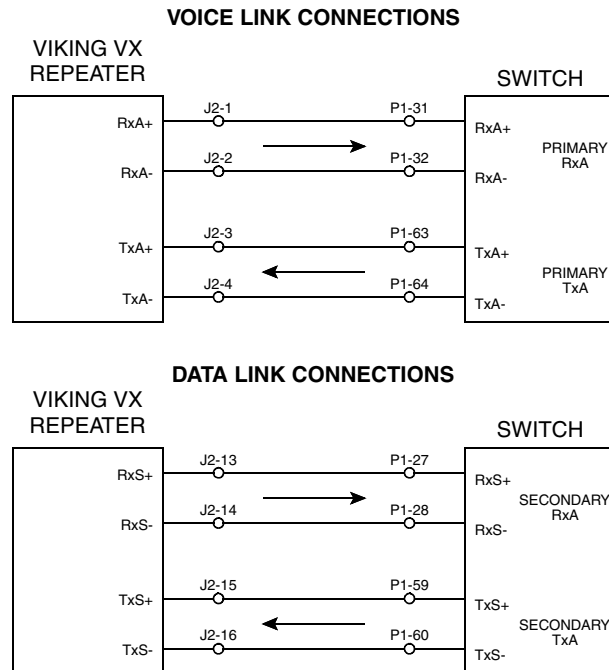 VOICE LINK CONNECTIONS
VIKING VX
REPEATER
SWITCH
RxA+ J2-1 P1-31 RxA+
PRIMARY
RxA
RxA- J2-2 P1-32 RxA-
TxA+ J2-3 P1-63 TxA+
PRIMARY
TxA
TxA- J2-4 P1-64 TxA-
DATA LINK CONNECTIONS
VIKING VX
REPEATER
SWITCH
RxS+ J2-13 P1-27 RxS+
SECONDARY
RxA
RxS- J2-14 P1-28 RxS-
TxS+ J2-15 P1-59 TxS+
SECONDARY
TxA
TxS- J2-16 P1-60 TxS-